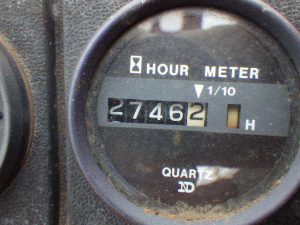 HOUR METER
1/10
27462
H
QUARTZ
ND